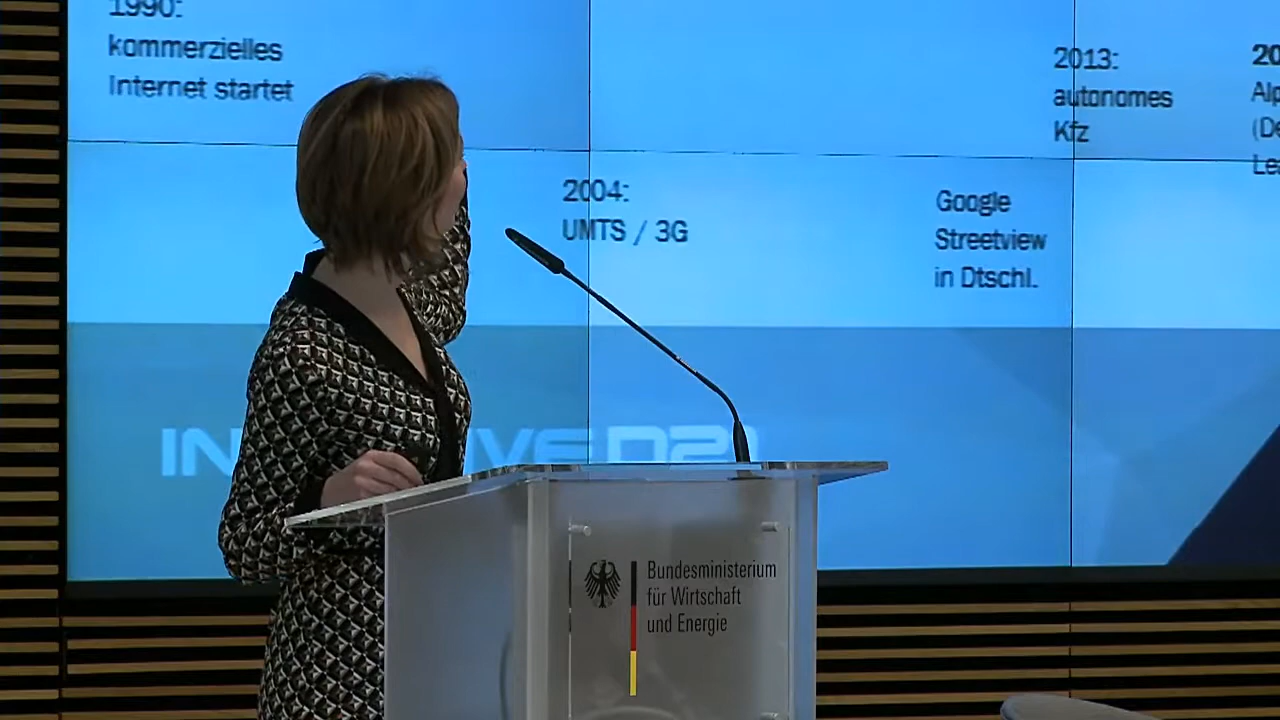 1990:
kommerzielles
Internet startet
2004:
UMTS / 3G
Google
Streetview
in Dtschl.
2013:
autonomes
Kfz
Bundesministerium
für Wirtschaft
und Energie